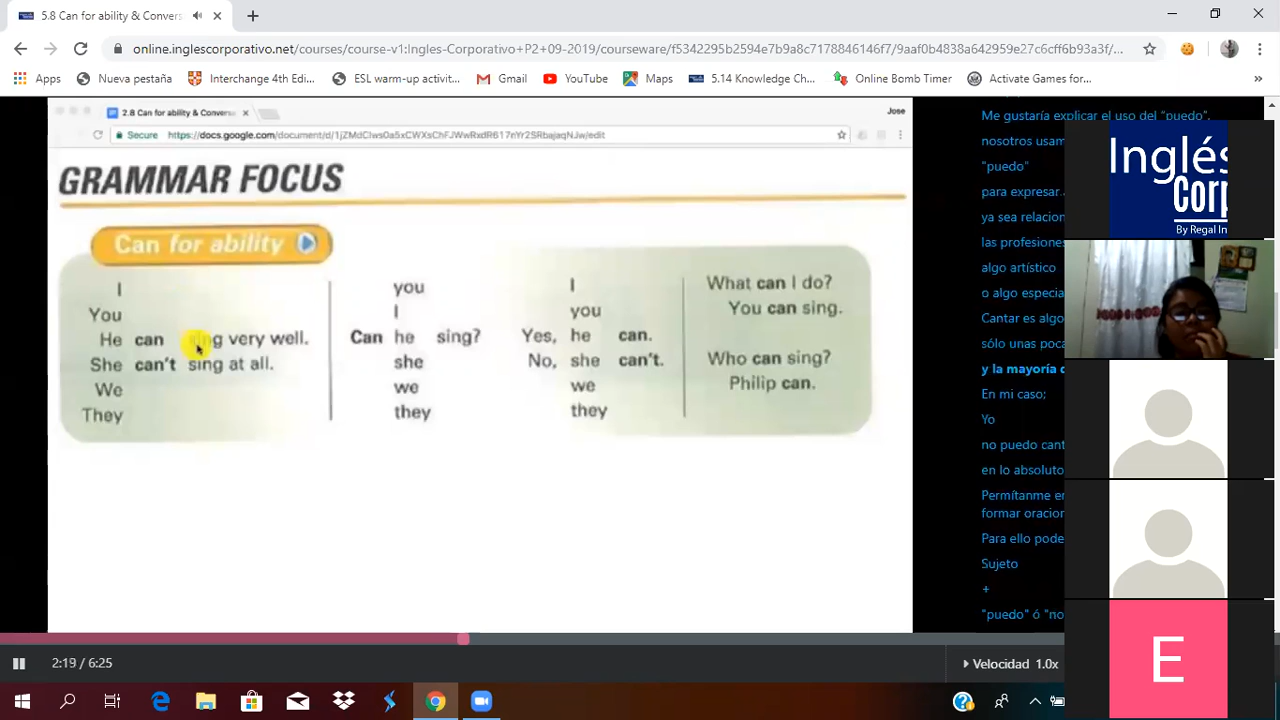 5.8 Can for ability & Convers
online.inglescorporativo.net/courses/course-v1:Ingles-Corporativo+P2+09-2019/courseware/f5342295b2594e7b9a8c7178846146f7/9aaf0b4838a642959e27c6cff6b93a3f/...
Apps
Nueva pestaña
Interchange 4th Edi...
ESL warm-up activit...
Gmail
YouTube
Maps
5.14 Knowledge Ch...
Online Bomb Timer
Activate Games for...
2.8 Can for ability & Convers
Jose
Secure
GRAMMAR FOCUS
Can for ability
I
You
He can sing very well.
She can't sing at all.
We
They
you
I
Can he sing?
she
we
they
I
you
Yes, he can.
No, she can't.
we
they
What can I do?
You can sing.
Who can sing?
Philip can.
Me gustaría explicar el uso del "puedo",
nosotros usam
"puedo"
para expresar.
ya sea relacion
las profesiones
algo artístico
o algo especia
Cantar es algo
sólo unas poca
y la mayoría d
En mi caso;
Yo
no puedo cant
en lo absoluto
Permítanme en
formar oracion
Para ello pode
Sujeto
+
"puedo" ó "no
Inglés
Corp
By Regal In
E
2:19 / 6:25
Velocidad 1.0x